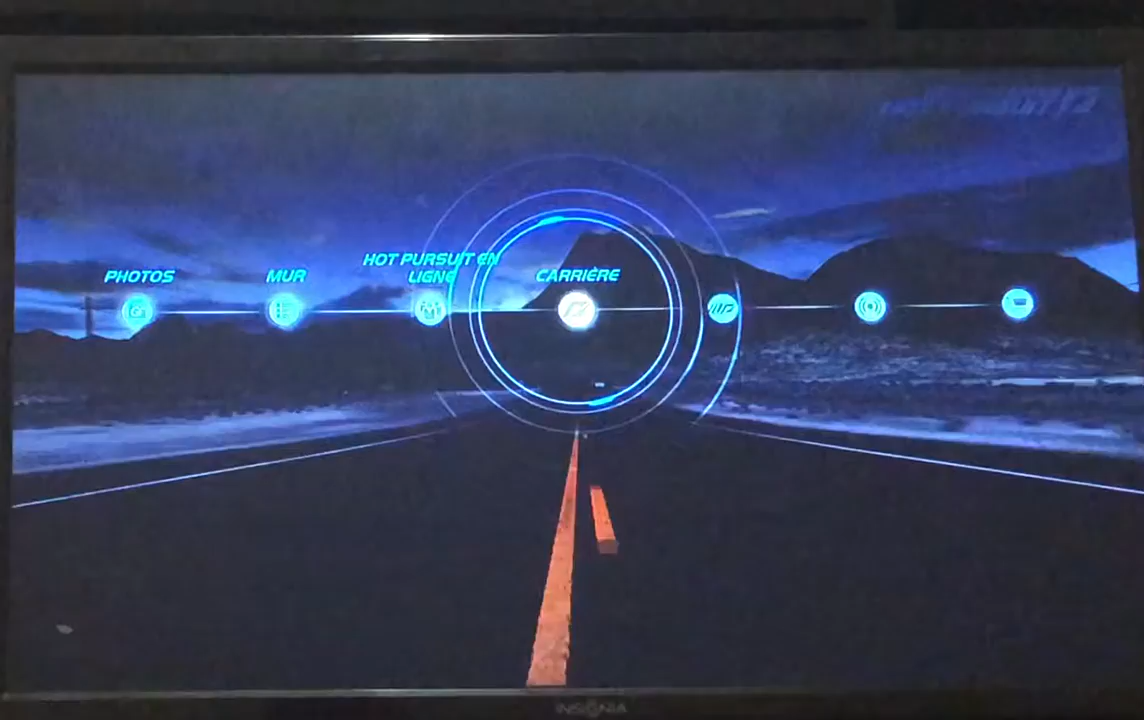 PHOTOS
MUR
HOT PURSUIT EN
LIGNE
CARRIÈRE
INSIGNIA